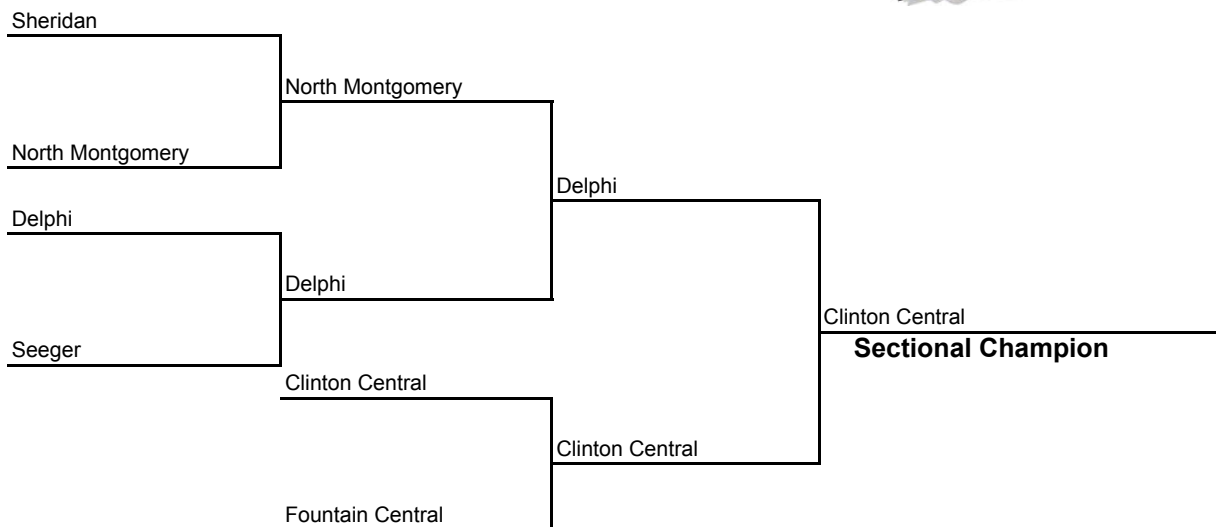 Sheridan
North Montgomery
North Montgomery
Delphi
Delphi
Delphi
Clinton Central
Seeger
Sectional Champion
Clinton Central
Clinton Central
Fountain Central